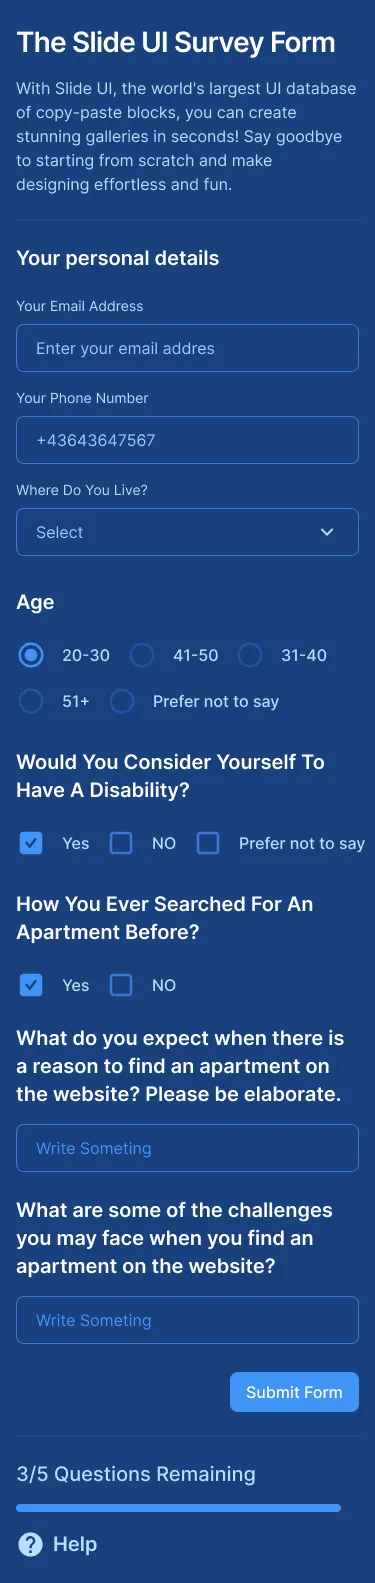 The Slide UI Survey Form
With Slide UI, the world's largest UI database
of copy-paste blocks, you can create
stunning galleries in seconds! Say goodbye
to starting from scratch and make
designing effortless and fun.
Your personal details
Your Email Address
Enter your email addres
Your Phone Number
+43643647567
Where Do You Live?
Select
Age
20-30 41-50 31-40
51+ Prefer not to say
Would You Consider Yourself To
Have A Disability?
Yes NO Prefer not to say
How You Ever Searched For An
Apartment Before?
Yes NO
What do you expect when there is
a reason to find an apartment on
the website? Please be elaborate.
Write Someting
What are some of the challenges
you may face when you find an
apartment on the website?
Write Someting
Submit Form
3/5 Questions Remaining
? Help